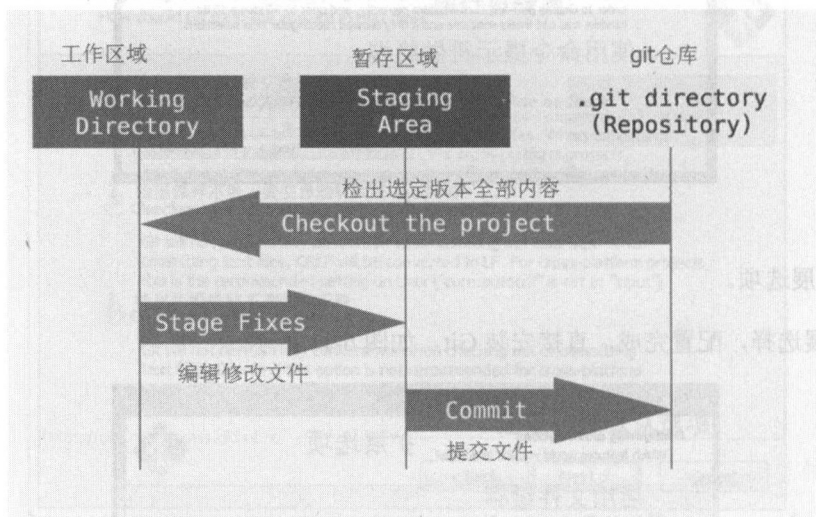 工作区域
暂存区域
git仓库
Working
Directory
Staging
Area
.git directory
(Repository)
检出选定版本全部内容
Checkout the project
Stage Fixes
编辑修改文件
Commit
提交文件